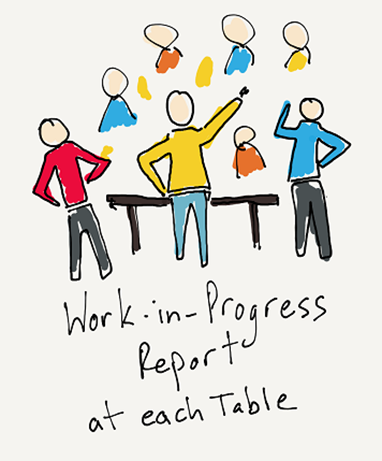 Work-in-Progress
Report
at each Table